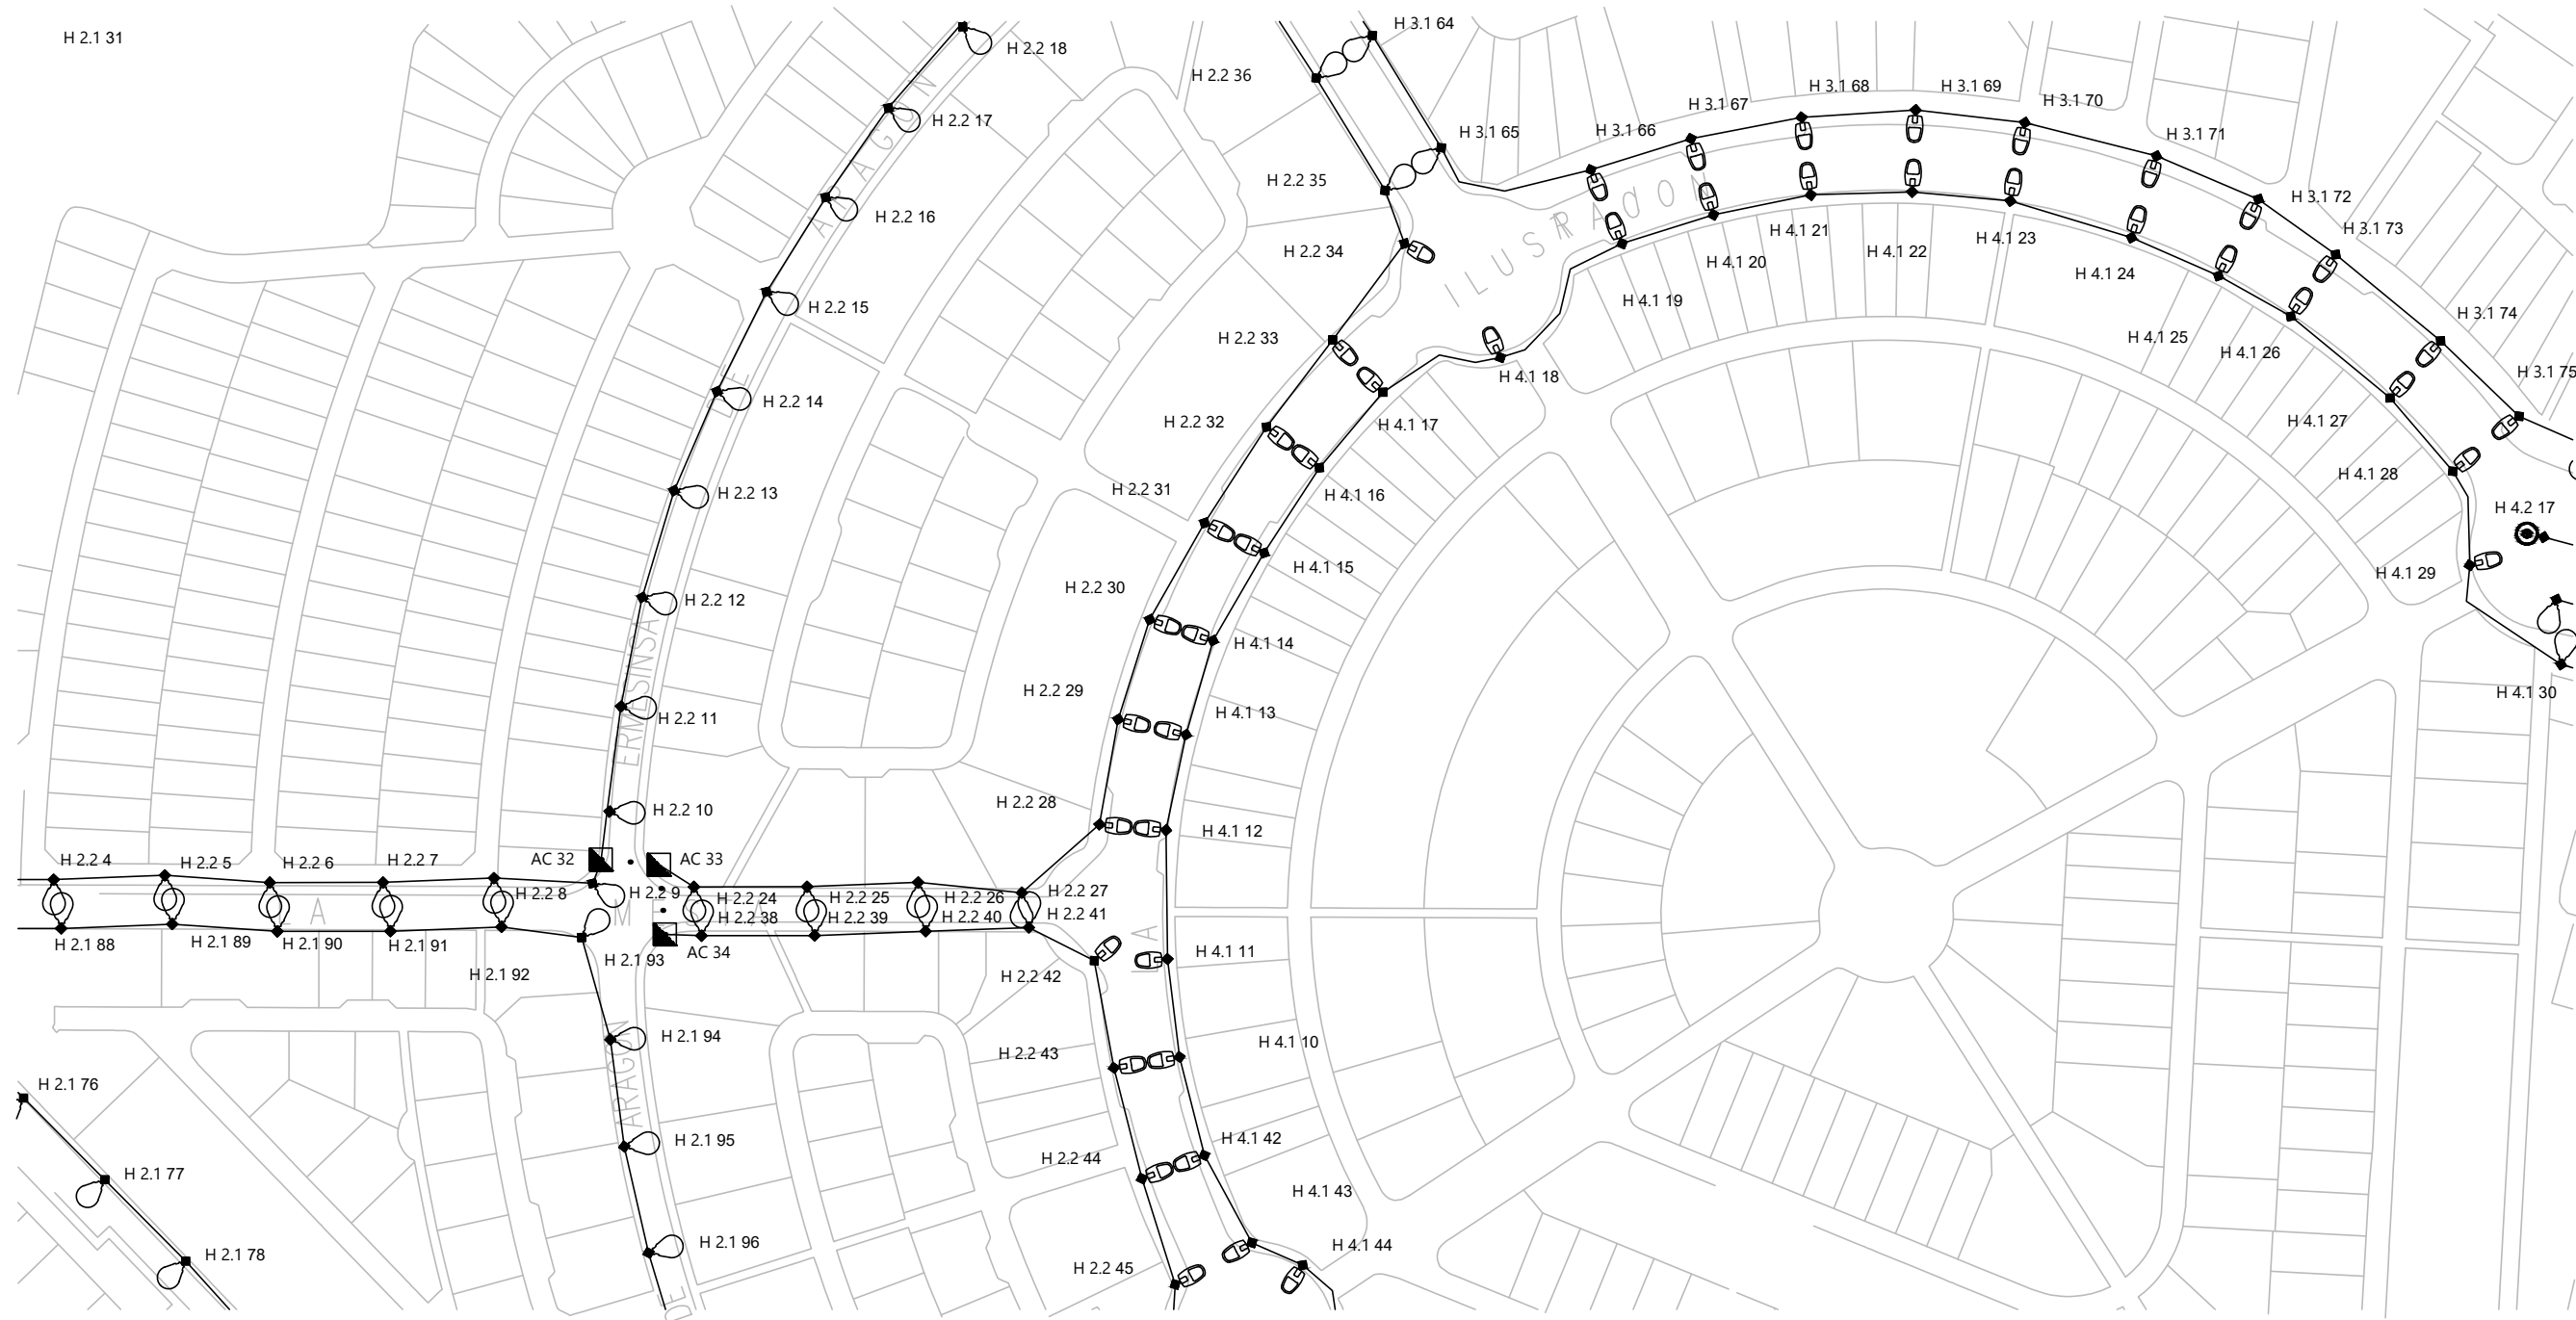 H 2.1 31
H 2.2 18
H 2.2 17
H 2.2 16
H 2.2 15
H 2.2 14
H 2.2 13
H 2.2 12
H 2.2 11
H 2.2 10
H 2.2 36
H 2.2 35
H 2.2 34
H 2.2 33
H 2.2 32
H 2.2 31
H 2.2 30
H 2.2 29
H 2.2 28
H 3.1 64
H 3.1 65
H 3.1 66
H 3.1 67
H 3.1 68
H 3.1 69
H 3.1 70
H 3.1 71
H 3.1 72
H 3.1 73
H 3.1 74
H 3.1 75
H 4.1 29
H 4.1 28
H 4.1 27
H 4.1 26
H 4.1 25
H 4.1 24
H 4.1 23
H 4.1 22
H 4.1 21
H 4.1 20
H 4.1 19
H 4.1 18
H 4.1 17
H 4.1 16
H 4.1 15
H 4.1 14
H 4.1 13
H 4.1 12
H 4.1 11
H 4.1 10
H 4.1 42
H 4.1 43
H 4.1 44
H 4.2 17
H 4.1 30
H 2.2 4
H 2.2 5
H 2.2 6
H 2.2 7
H 2.2 8
AC 32
AC 33
H 2.2 9
H 2.2 24
H 2.2 25
H 2.2 26
H 2.2 27
H 2.2 38
H 2.2 39
H 2.2 40
H 2.2 41
AC 34
H 2.1 88
H 2.1 89
H 2.1 90
H 2.1 91
H 2.1 92
H 2.1 93
H 2.2 42
H 2.2 43
H 2.2 44
H 2.2 45
H 2.1 94
H 2.1 95
H 2.1 96
H 2.1 76
H 2.1 77
H 2.1 78
ARAGON
DE
ERMESINSA
ARAGON
DE